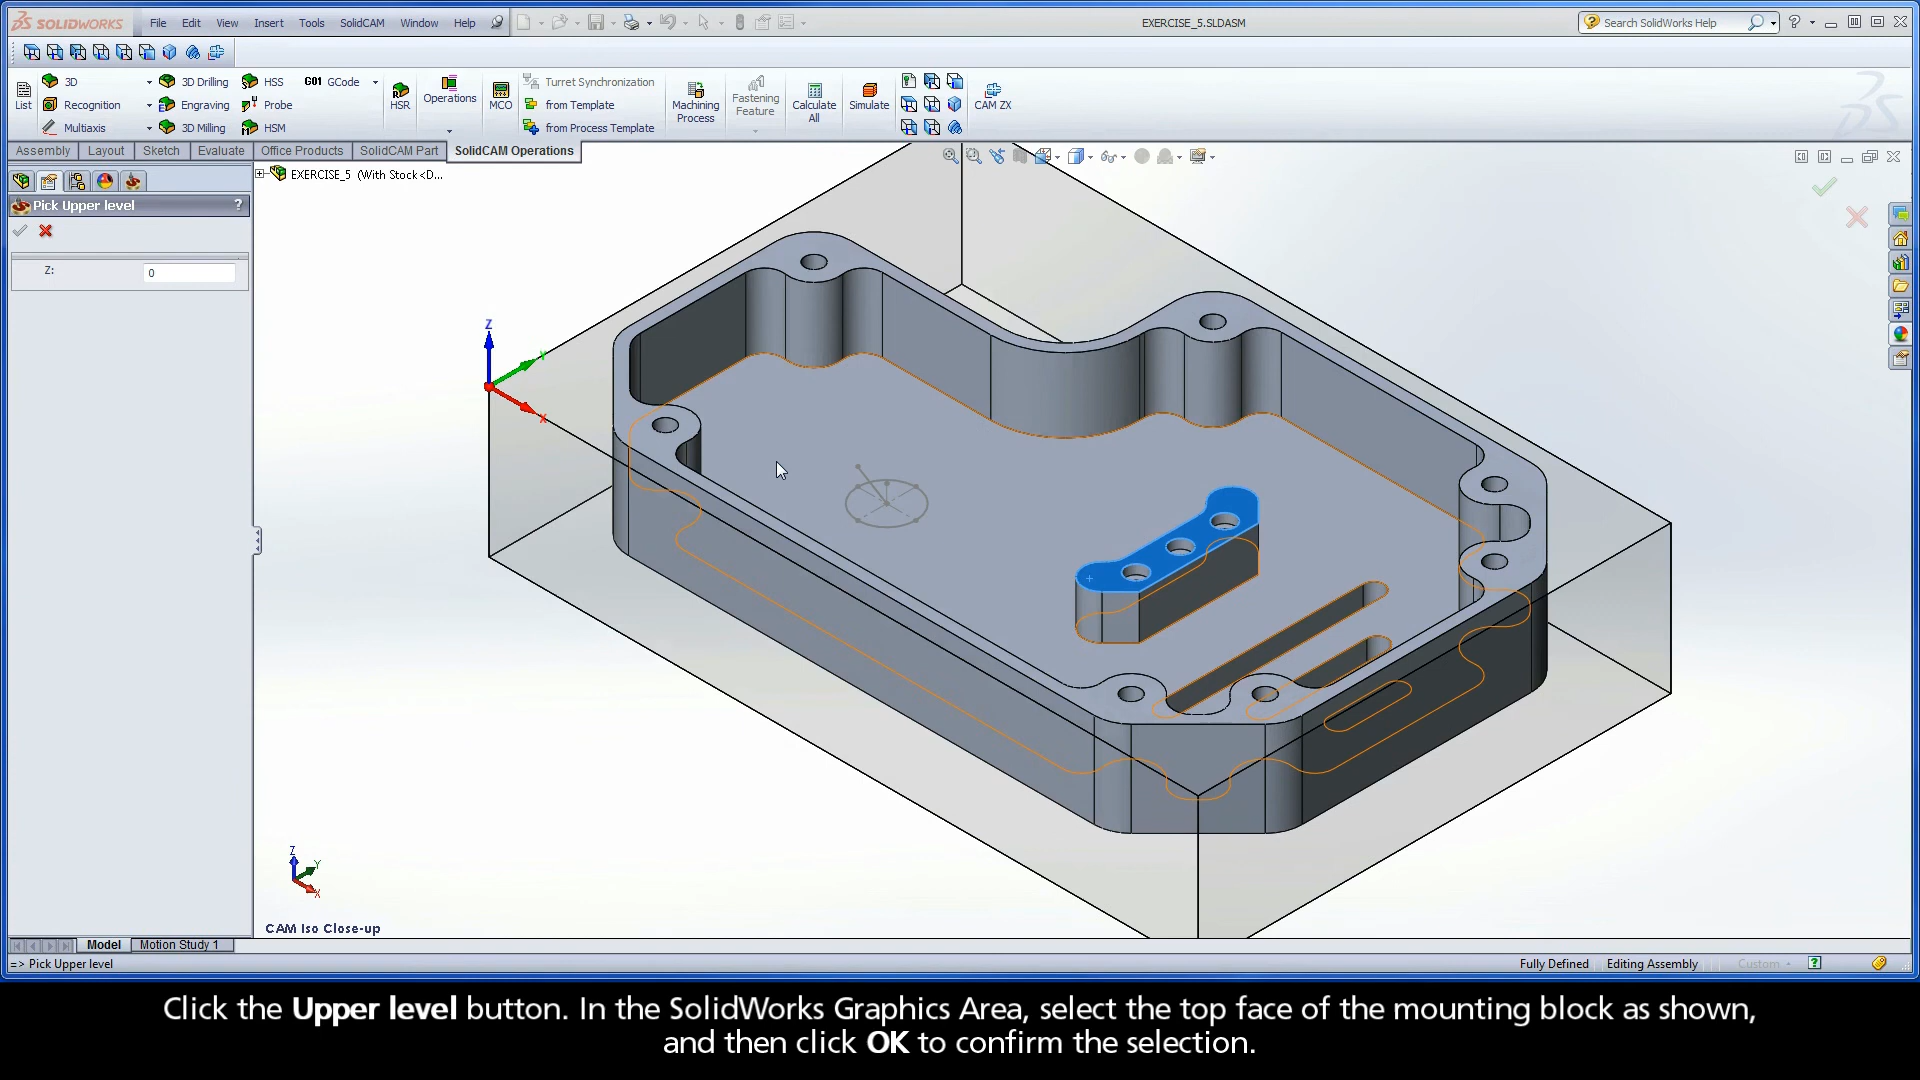 SOLIDWORKS File Edit View Insert Tools SolidCAM Window Help EXERCISE_5.SLDASM Search SolidWorks Help
3D 3D Drilling HSS G01 GCode Turret Synchronization
List Recognition Engraving Probe HSR Operations MCO from Template Machining Process Fastening Feature Calculate All Simulate CAM ZX
Multiaxis 3D Milling HSM from Process Template
Assembly Layout Sketch Evaluate Office Products SolidCAM Part SolidCAM Operations
EXERCISE_5 (With Stock<D...
Pick Upper level ?
Z: 0
Z
Y
X
Z
Y
X
CAM Iso Close-up
Model Motion Study 1
=> Pick Upper level Fully Defined Editing Assembly Custom
Click the Upper level button. In the SolidWorks Graphics Area, select the top face of the mounting block as shown,
and then click OK to confirm the selection.